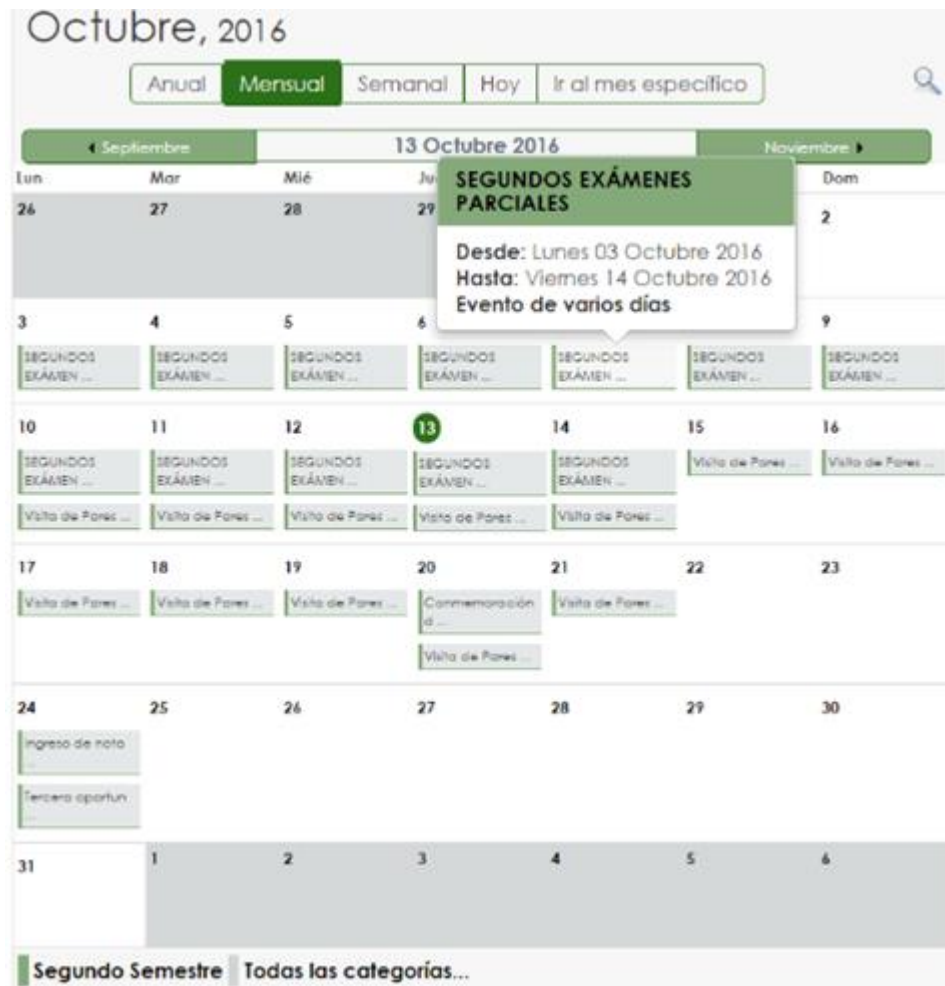 Octubre, 2016
Anual Mensual Semanal Hoy Ir al mes específico
Septiembre 13 Octubre 2016 Noviembre
Lun Mar Mié Ju Dom
SEGUNDOS EXÁMENES
PARCIALES
Desde: Lunes 03 Octubre 2016
Hasta: Viernes 14 Octubre 2016
Evento de varios días
26 27 28 29 2
3 4 5 6 9
SEGUNDOS SEGUNDOS SEGUNDOS SEGUNDOS SEGUNDOS SEGUNDOS SEGUNDOS
EXÁMEN ... EXÁMEN ... EXÁMEN ... EXÁMEN ... EXÁMEN ... EXÁMEN ... EXÁMEN ...
10 11 12 13 14 15 16
SEGUNDOS SEGUNDOS SEGUNDOS SEGUNDOS SEGUNDOS Visita de Pares ... Visita de Pares ...
EXÁMEN ... EXÁMEN ... EXÁMEN ... EXÁMEN ... EXÁMEN ...
Visita de Pares ... Visita de Pares ... Visita de Pares ... Visita de Pares ... Visita de Pares ...
17 18 19 20 21 22 23
Visita de Pares ... Visita de Pares ... Visita de Pares ... Conmemoración Visita de Pares ...
d ...
Visita de Pares ...
24 25 26 27 28 29 30
Ingreso de nota
...
Tercera oportun
...
31 1 2 3 4 5 6
Segundo Semestre Todas las categorías...